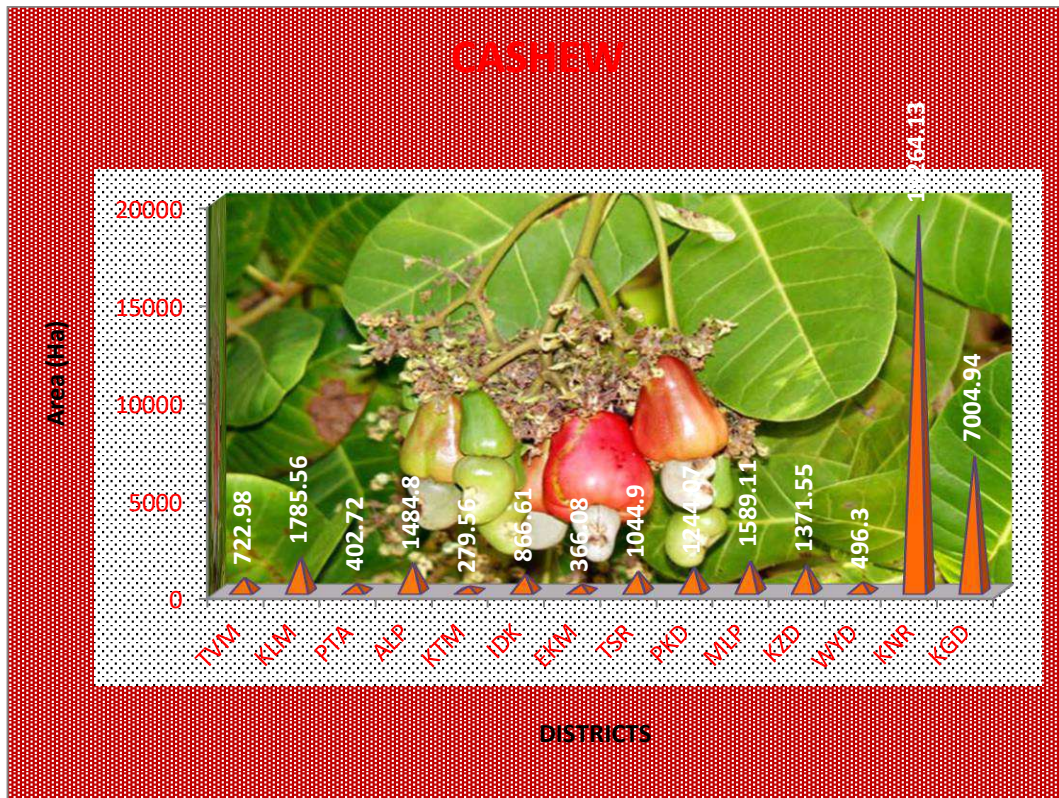 CASHEW
Area (Ha)
20000
15000
10000
5000
0
722.98
1785.56
402.72
1484.8
279.56
866.61
366.08
1044.9
1589.11
1371.55
496.3
7004.94
TVM
KLM
PTA
ALP
KTM
IDK
EKM
TSR
PKD
MLP
KZD
WYD
KNR
KGD
DISTRICTS